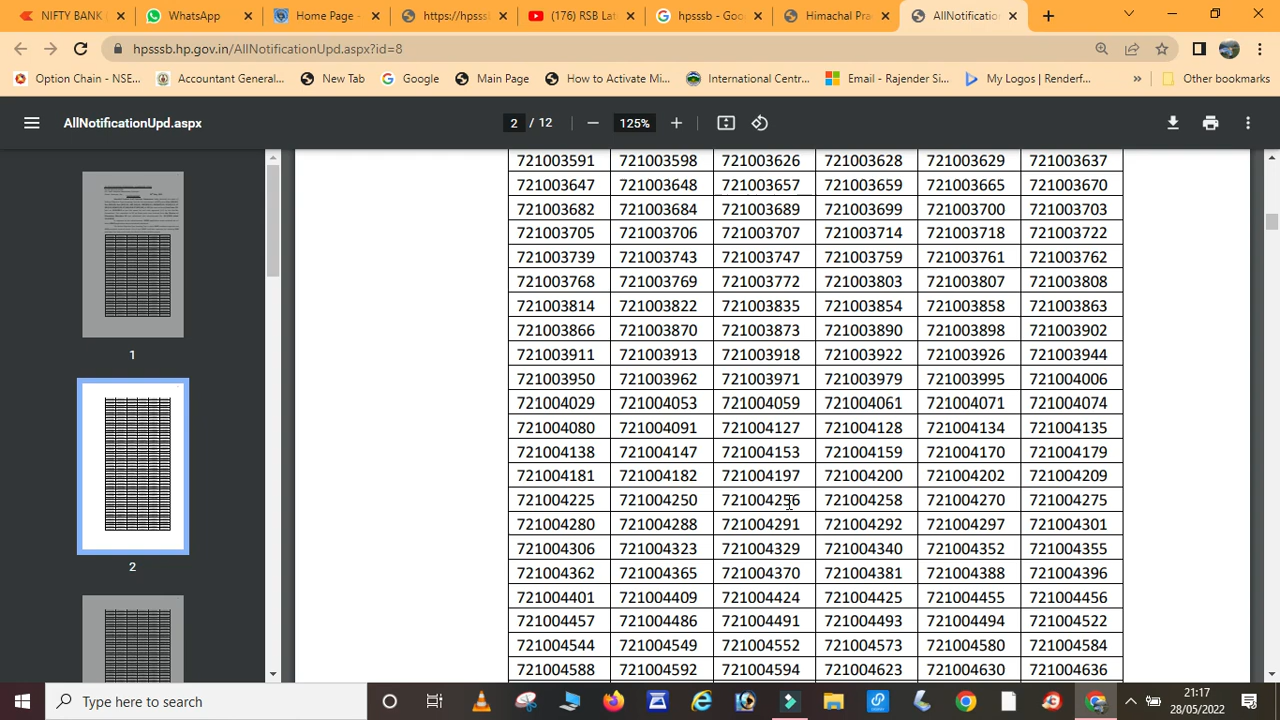 NIFTY BANK
WhatsApp
Home Page -
https://hpsssl
(176) RSB Lat
hpsssb - Goo
Himachal Pra
AllNotificatio
hpsssb.hp.gov.in/AllNotificationUpd.aspx?id=8
Option Chain - NSE...
Accountant General...
New Tab
Google
Main Page
How to Activate Mi...
International Centr...
Email - Rajender Si...
My Logos | Renderf...
»
Other bookmarks
AllNotificationUpd.aspx
2 / 12
125%
721003591 721003598 721003626 721003628 721003629 721003637
721003647 721003648 721003657 721003659 721003665 721003670
721003682 721003684 721003689 721003699 721003700 721003703
721003705 721003706 721003707 721003714 721003718 721003722
721003739 721003743 721003747 721003759 721003761 721003762
721003768 721003769 721003772 721003803 721003807 721003808
721003814 721003822 721003835 721003854 721003858 721003863
721003866 721003870 721003873 721003890 721003898 721003902
721003911 721003913 721003918 721003922 721003926 721003944
721003950 721003962 721003971 721003979 721003995 721004006
721004029 721004053 721004059 721004061 721004071 721004074
721004080 721004091 721004127 721004128 721004134 721004135
721004138 721004147 721004153 721004159 721004170 721004179
721004181 721004182 721004197 721004200 721004202 721004209
721004225 721004250 721004256 721004258 721004270 721004275
721004280 721004288 721004291 721004292 721004297 721004301
721004306 721004323 721004329 721004340 721004352 721004355
721004362 721004365 721004370 721004381 721004388 721004396
721004401 721004409 721004424 721004425 721004455 721004456
721004457 721004486 721004491 721004493 721004494 721004522
721004544 721004549 721004552 721004573 721004580 721004584
721004588 721004592 721004594 721004623 721004630 721004636
1
2
Type here to search
21:17
28/05/2022